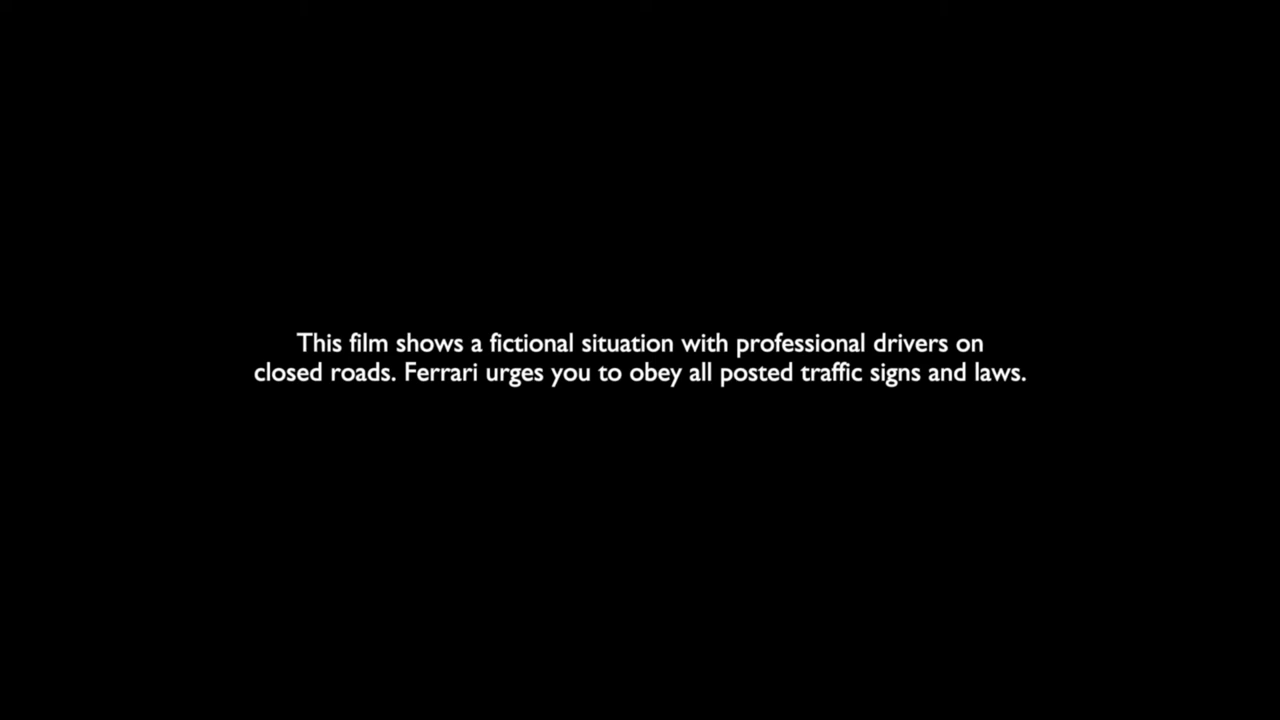 This film shows a fictional situation with professional drivers on
closed roads. Ferrari urges you to obey all posted traffic signs and laws.